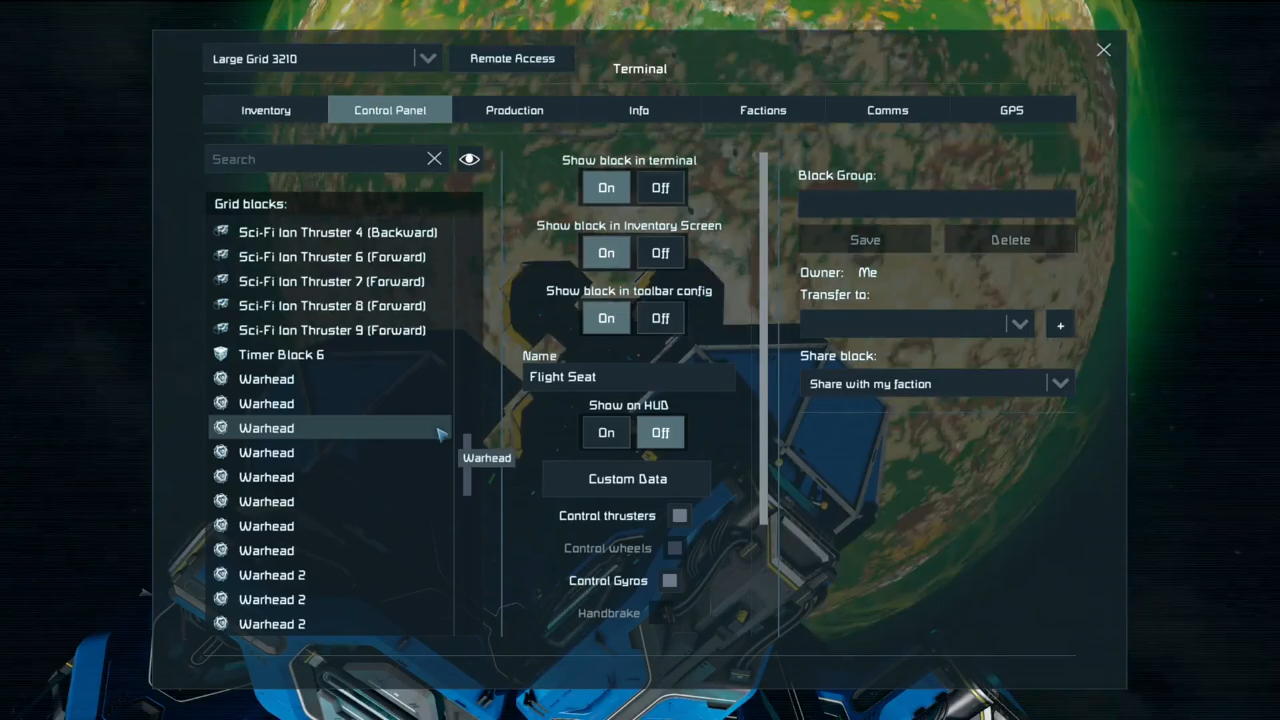 Large Grid 3210
Remote Access
Terminal
Inventory
Control Panel
Production
Info
Factions
Comms
GPS
Search
Grid blocks:
Sci-Fi Ion Thruster 4 (Backward)
Sci-Fi Ion Thruster 6 (Forward)
Sci-Fi Ion Thruster 7 (Forward)
Sci-Fi Ion Thruster 8 (Forward)
Sci-Fi Ion Thruster 9 (Forward)
Timer Block 6
Warhead
Warhead
Warhead
Warhead
Warhead
Warhead
Warhead
Warhead
Warhead 2
Warhead 2
Warhead 2
Warhead
Show block in terminal
On
Off
Show block in Inventory Screen
On
Off
Show block in toolbar config
On
Off
Name
Flight Seat
Show on HUD
On
Off
Custom Data
Control thrusters
Control wheels
Control Gyros
Handbrake
Block Group:
Save
Delete
Owner: Me
Transfer to:
+
Share block:
Share with my faction